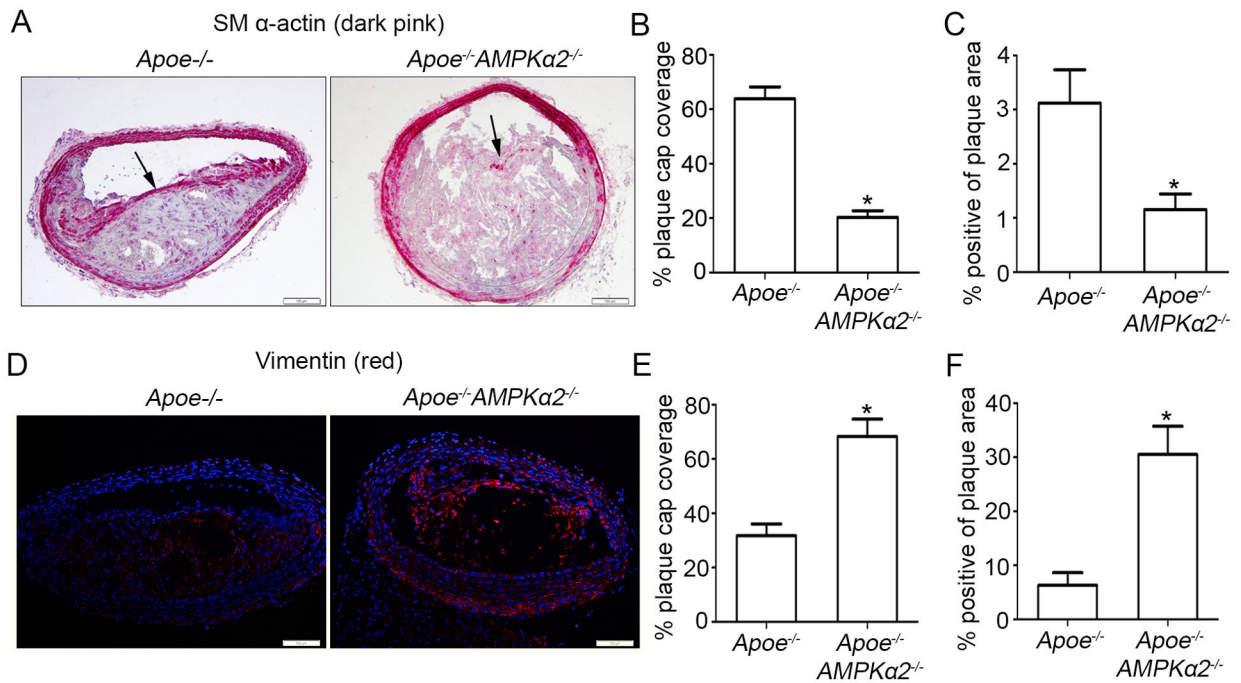 A
SM α-actin (dark pink)
Apoe-/-
Apoe-/-AMPKα2-/-
B
% plaque cap coverage
80
60
40
20
0
Apoe-/-
Apoe-/-
AMPKα2-/-
*
C
% positive of plaque area
4
3
2
1
0
Apoe-/-
Apoe-/-
AMPKα2-/-
*
D
Vimentin (red)
Apoe-/-
Apoe-/-AMPKα2-/-
E
% plaque cap coverage
80
60
40
20
0
Apoe-/-
Apoe-/-
AMPKα2-/-
*
F
% positive of plaque area
40
30
20
10
0
Apoe-/-
Apoe-/-
AMPKα2-/-
*